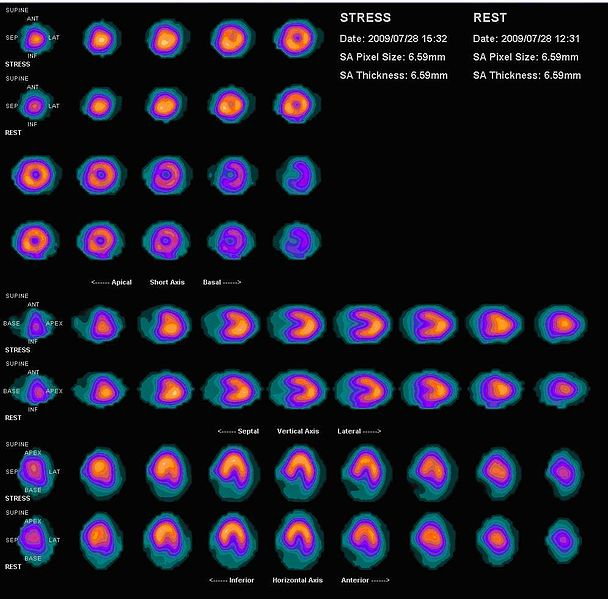 STRESS
Date: 2009/07/28 15:32
SA Pixel Size: 6.59mm
SA Thickness: 6.59mm
REST
Date: 2009/07/28 12:31
SA Pixel Size: 6.59mm
SA Thickness: 6.59mm
SUPINE
ANT
SEP LAT
INF
STRESS
SUPINE
ANT
SEP LAT
INF
REST
<------ Apical Short Axis Basal ------>
SUPINE
ANT
BASE APEX
INF
STRESS
SUPINE
ANT
BASE APEX
INF
REST
<------ Septal Vertical Axis Lateral ------>
SUPINE
APEX
SEP LAT
BASE
STRESS
SUPINE
APEX
SEP LAT
BASE
REST
<------ Inferior Horizontal Axis Anterior ------>